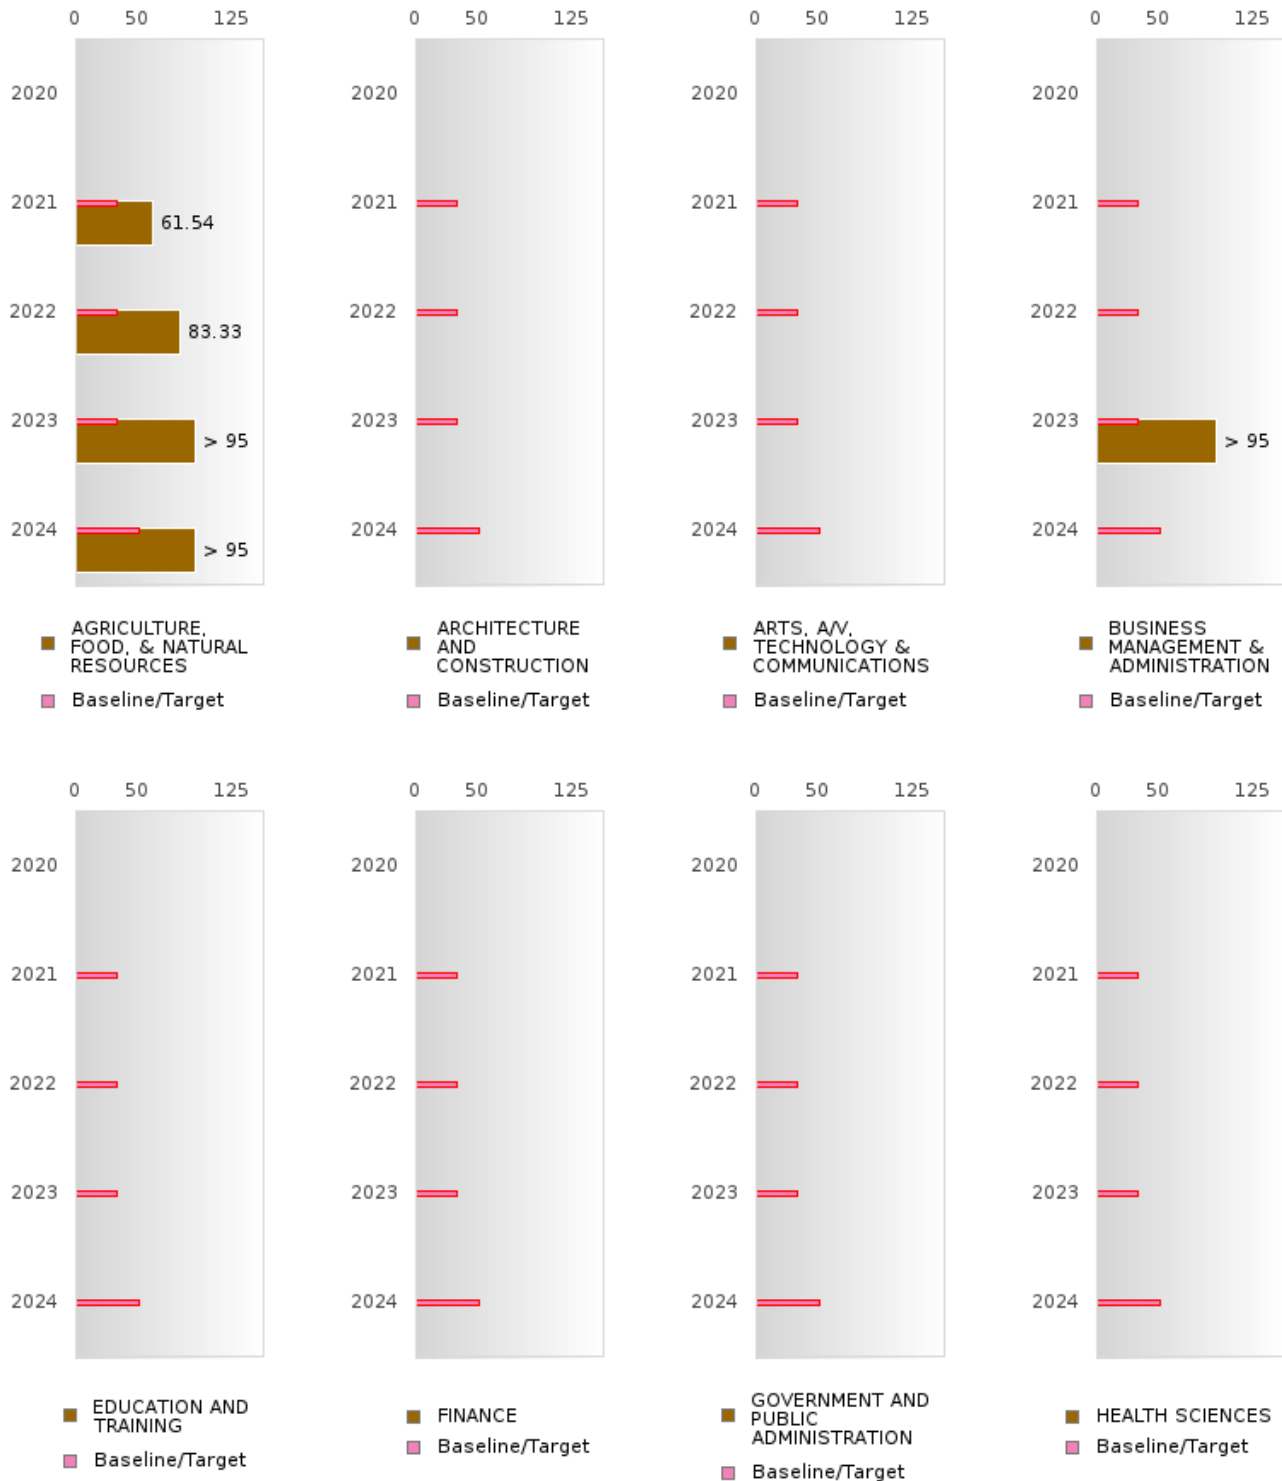 0 50 125
0 50 125
0 50 125
0 50 125
2020
2020
2020
2020
2021
61.54
2021
2021
2021
2022
83.33
2022
2022
2022
2023
> 95
2023
2023
2023
> 95
2024
> 95
2024
2024
2024
AGRICULTURE,
FOOD, & NATURAL
RESOURCES
Baseline/Target
ARCHITECTURE
AND
CONSTRUCTION
Baseline/Target
ARTS, A/V,
TECHNOLOGY &
COMMUNICATIONS
Baseline/Target
BUSINESS
MANAGEMENT &
ADMINISTRATION
Baseline/Target
0 50 125
0 50 125
0 50 125
0 50 125
2020
2020
2020
2020
2021
2021
2021
2021
2022
2022
2022
2022
2023
2023
2023
2023
2024
2024
2024
2024
EDUCATION AND
TRAINING
Baseline/Target
FINANCE
Baseline/Target
GOVERNMENT AND
PUBLIC
ADMINISTRATION
Baseline/Target
HEALTH SCIENCES
Baseline/Target